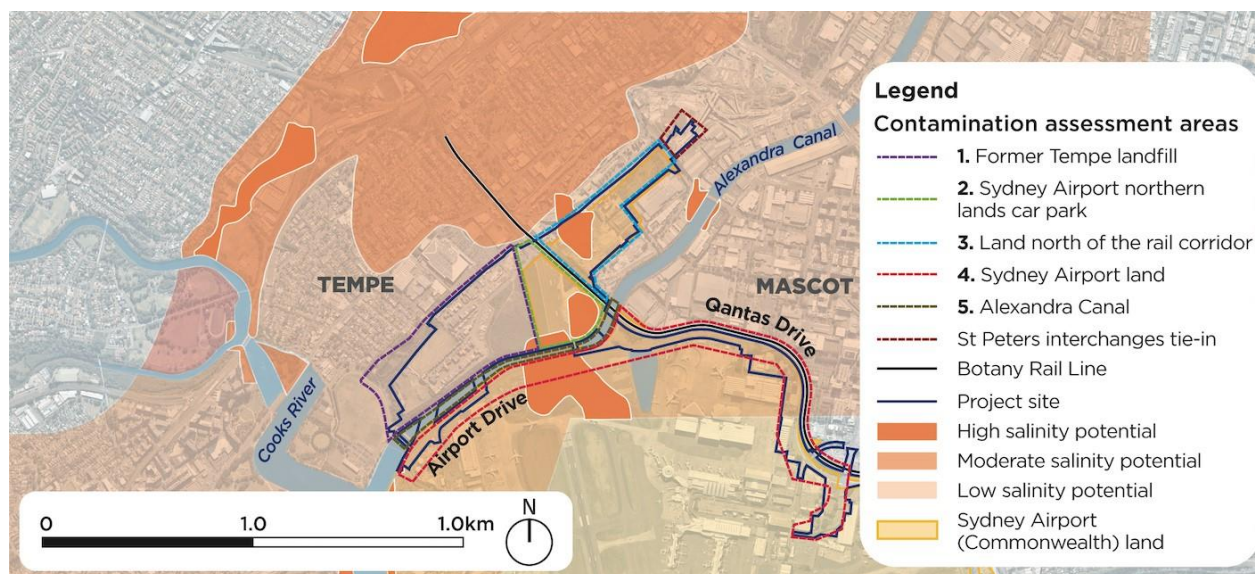 Alexandra Canal
TEMPE
MASCOT
Qantas Drive
Cooks River
Airport Drive
0
1.0
1.0km
N
Legend
Contamination assessment areas
1. Former Tempe landfill
2. Sydney Airport northern
lands car park
3. Land north of the rail corridor
4. Sydney Airport land
5. Alexandra Canal
St Peters interchanges tie-in
Botany Rail Line
Project site
High salinity potential
Moderate salinity potential
Low salinity potential
Sydney Airport
(Commonwealth) land